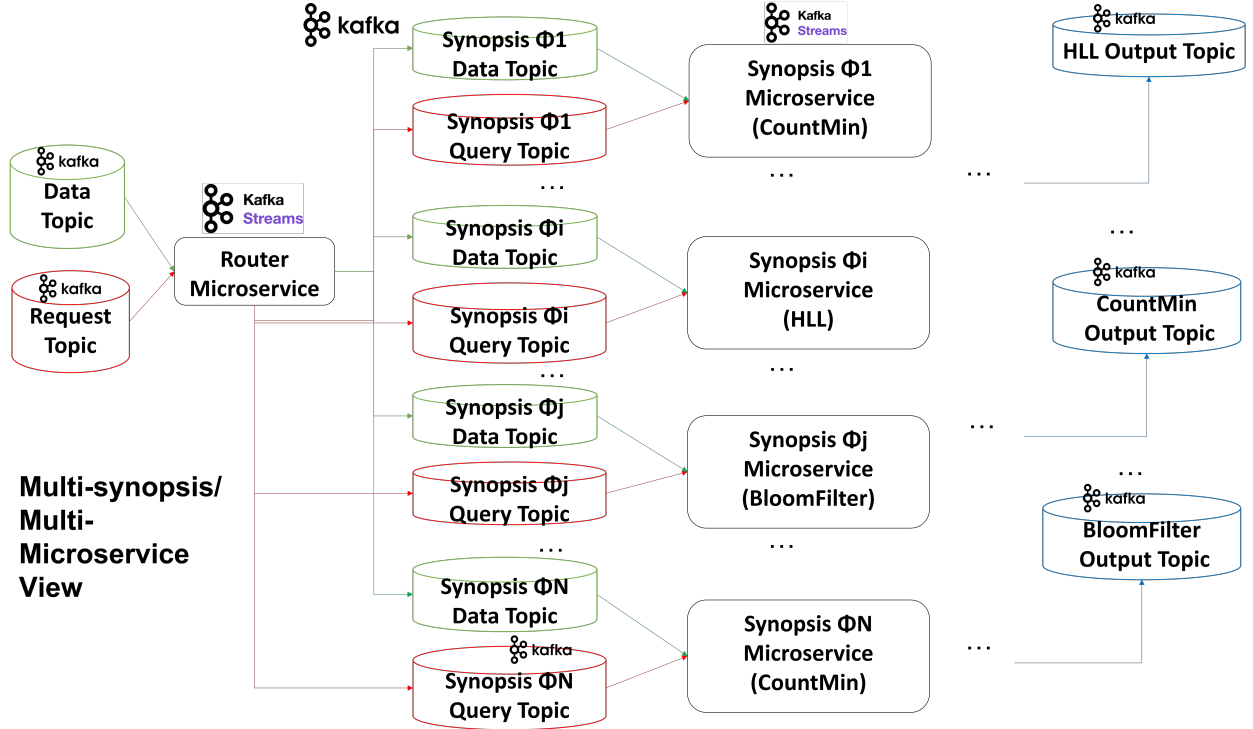 kafka
Data
Topic
kafka
Request
Topic
Kafka
Streams
Router
Microservice
Multi-synopsis/
Multi-
Microservice
View
kafka
Synopsis Φ1
Data Topic
Synopsis Φ1
Query Topic
...
Synopsis Φi
Data Topic
Synopsis Φi
Query Topic
...
Synopsis Φj
Data Topic
Synopsis Φj
Query Topic
...
Synopsis ΦN
Data Topic
kafka
Synopsis ΦN
Query Topic
Kafka
Streams
Synopsis Φ1
Microservice
(CountMin)
...
Synopsis Φi
Microservice
(HLL)
...
Synopsis Φj
Microservice
(BloomFilter)
...
Synopsis ΦN
Microservice
(CountMin)
...
...
...
kafka
HLL Output Topic
...
kafka
CountMin
Output Topic
...
kafka
BloomFilter
Output Topic